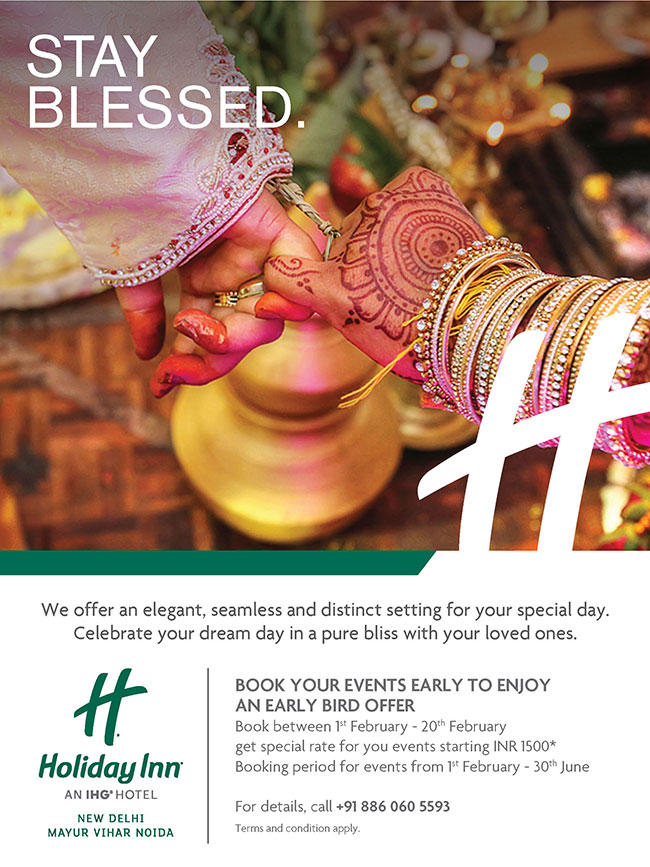 STAY
BLESSED.
We offer an elegant, seamless and distinct setting for your special day.
Celebrate your dream day in a pure bliss with your loved ones.
Holiday Inn
AN IHG® HOTEL
NEW DELHI
MAYUR VIHAR NOIDA
BOOK YOUR EVENTS EARLY TO ENJOY
AN EARLY BIRD OFFER
Book between 1st February - 20th February
get special rate for you events starting INR 1500*
Booking period for events from 1st February - 30th June
For details, call +91 886 060 5593
Terms and condition apply.